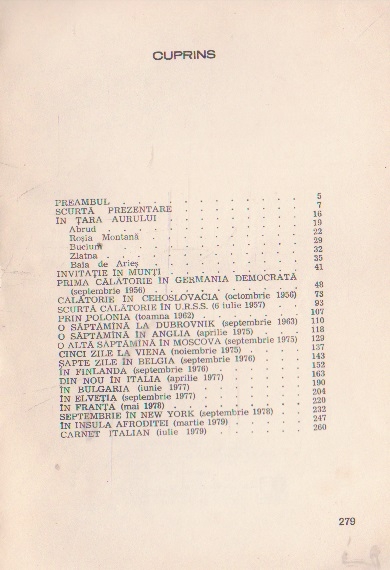 CUPRINS
PREAMBUL . . . . . . . . . . 5
SCURTĂ PREZENTARE . . . . . . . 7
ÎN ȚARA AURULUI . . . . . . . . 16
Abrud . . . . . . . . . . . 19
Roșia Montană . . . . . . . . . 22
Bucium . . . . . . . . . . . 29
Zlatna . . . . . . . . . . . 32
Baia de Arieș . . . . . . . . . 35
INVITAȚIE ÎN MUNȚI . . . . . . . 41
PRIMA CĂLĂTORIE ÎN GERMANIA DEMOCRATĂ
(septembrie 1956) . . . . . . . . 48
CĂLĂTORIE ÎN CEHOSLOVACIA (octombrie 1956) 73
SCURTĂ CĂLĂTORIE ÎN U.R.S.S. (6 iulie 1957) . 93
PRIN POLONIA (toamna 1962) . . . . . 107
O SĂPTĂMÎNĂ LA DUBROVNIK (septembrie 1963) 110
O SĂPTĂMÎNĂ ÎN ANGLIA (aprilie 1975) . . . 118
O ALTĂ SĂPTĂMÎNĂ ÎN MOSCOVA (septembrie 1975) 129
CINCI ZILE LA VIENA (noiembrie 1975) . . . 137
ȘAPTE ZILE ÎN BELGIA (septembrie 1976) . . 143
ÎN FINLANDA (septembrie 1976) . . . . . 152
DIN NOU ÎN ITALIA (aprilie 1977) . . . . 163
ÎN BULGARIA (iunie 1977) . . . . . . 190
ÎN ELVEȚIA (septembrie 1977) . . . . . 204
ÎN FRANȚA (mai 1978) . . . . . . . 220
SEPTEMBRIE ÎN NEW YORK (septembrie 1978) . 232
ÎN INSULA AFRODITEI (martie 1979) . . . . 247
CARNET ITALIAN (iulie 1979) . . . . . 260
279